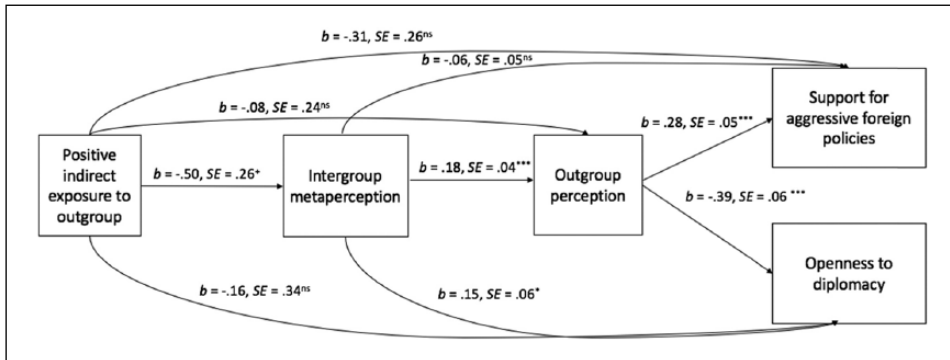 b = -.31, SE = .26ns
b = -.06, SE = .05ns
b = -.08, SE = .24ns
Support for
aggressive foreign
policies
b = .28, SE = .05***
Positive
indirect
exposure to
outgroup
b = -.50, SE = .26+
Intergroup
metaperception
b = .18, SE = .04***
Outgroup
perception
b = -.39, SE = .06 ***
Openness to
diplomacy
b = -.16, SE = .34ns
b = .15, SE = .06*